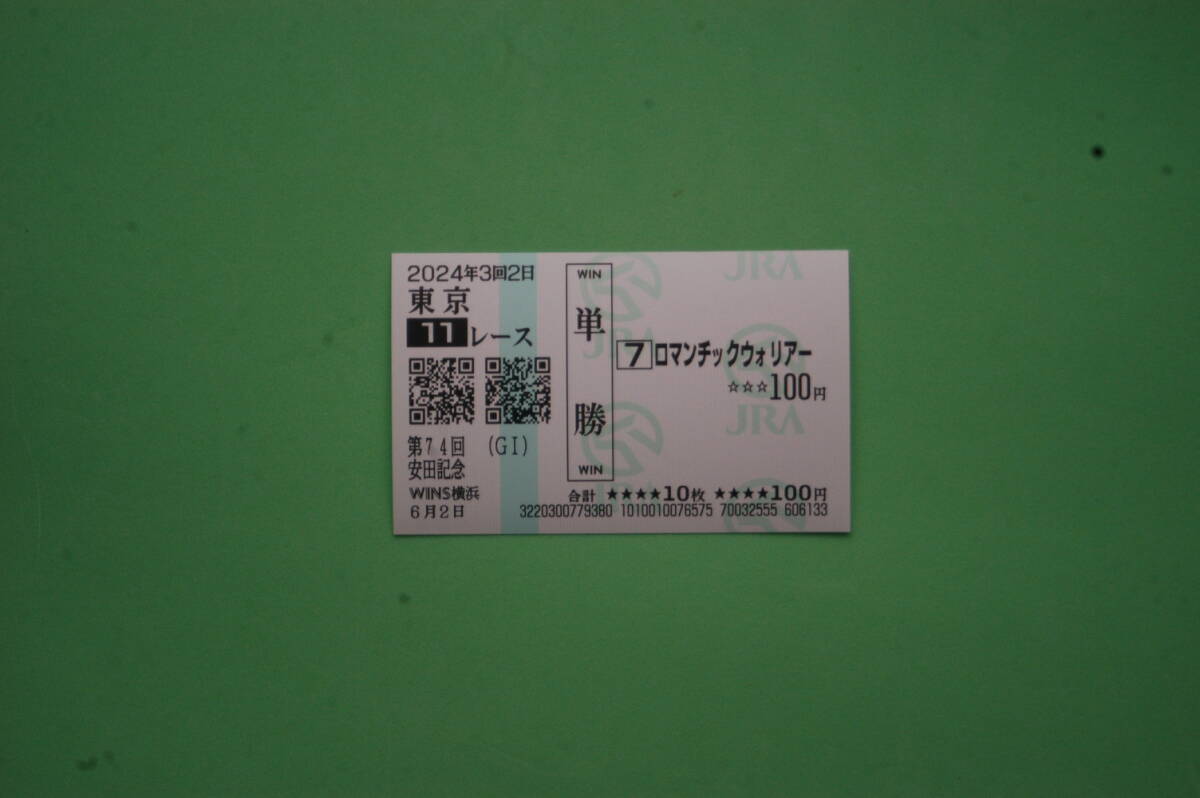 2024年3回2日
東京
11レース
第74回 (GI)
安田記念
WINS横浜
6月2日
WIN
単勝
WIN
7 ロマンチックウォリアー
☆☆☆100円
合計 ★★★★10枚 ★★★★100円
3220300779380 1010010076575 70032555 606133
JRA
JRA
JRA